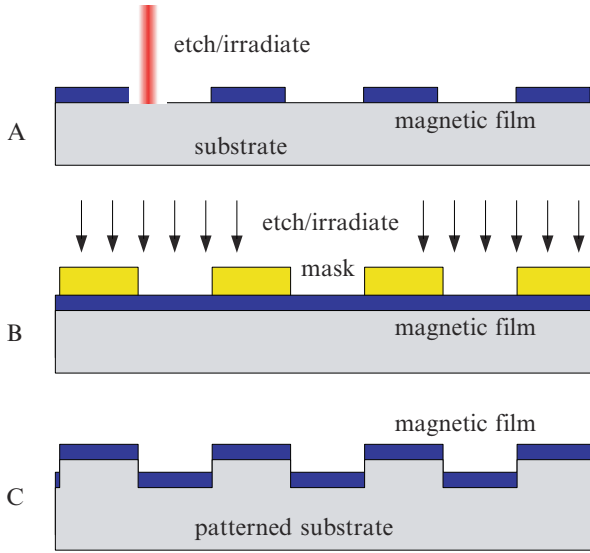 etch/irradiate
magnetic film
A
substrate
etch/irradiate
mask
magnetic film
B
magnetic film
C
patterned substrate